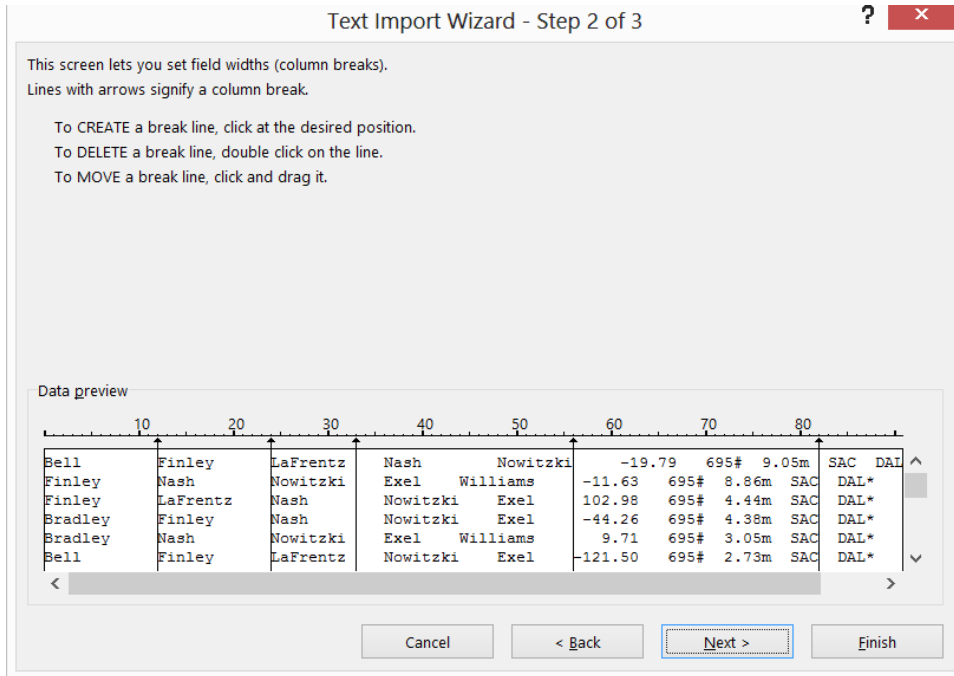 Text Import Wizard - Step 2 of 3
? ×
This screen lets you set field widths (column breaks).
Lines with arrows signify a column break.
To CREATE a break line, click at the desired position.
To DELETE a break line, double click on the line.
To MOVE a break line, click and drag it.
Data preview
10 20 30 40 50 60 70 80
Bell Finley LaFrentz Nash Nowitzki -19.79 695# 9.05m SAC DAL
Finley Nash Nowitzki Exel Williams -11.63 695# 8.86m SAC DAL*
Finley LaFrentz Nash Nowitzki Exel 102.98 695# 4.44m SAC DAL*
Bradley Finley Nash Nowitzki Exel -44.26 695# 4.38m SAC DAL*
Bradley Nash Nowitzki Exel Williams 9.71 695# 3.05m SAC DAL*
Bell Finley LaFrentz Nowitzki Exel -121.50 695# 2.73m SAC DAL*
Cancel < Back Next > Finish